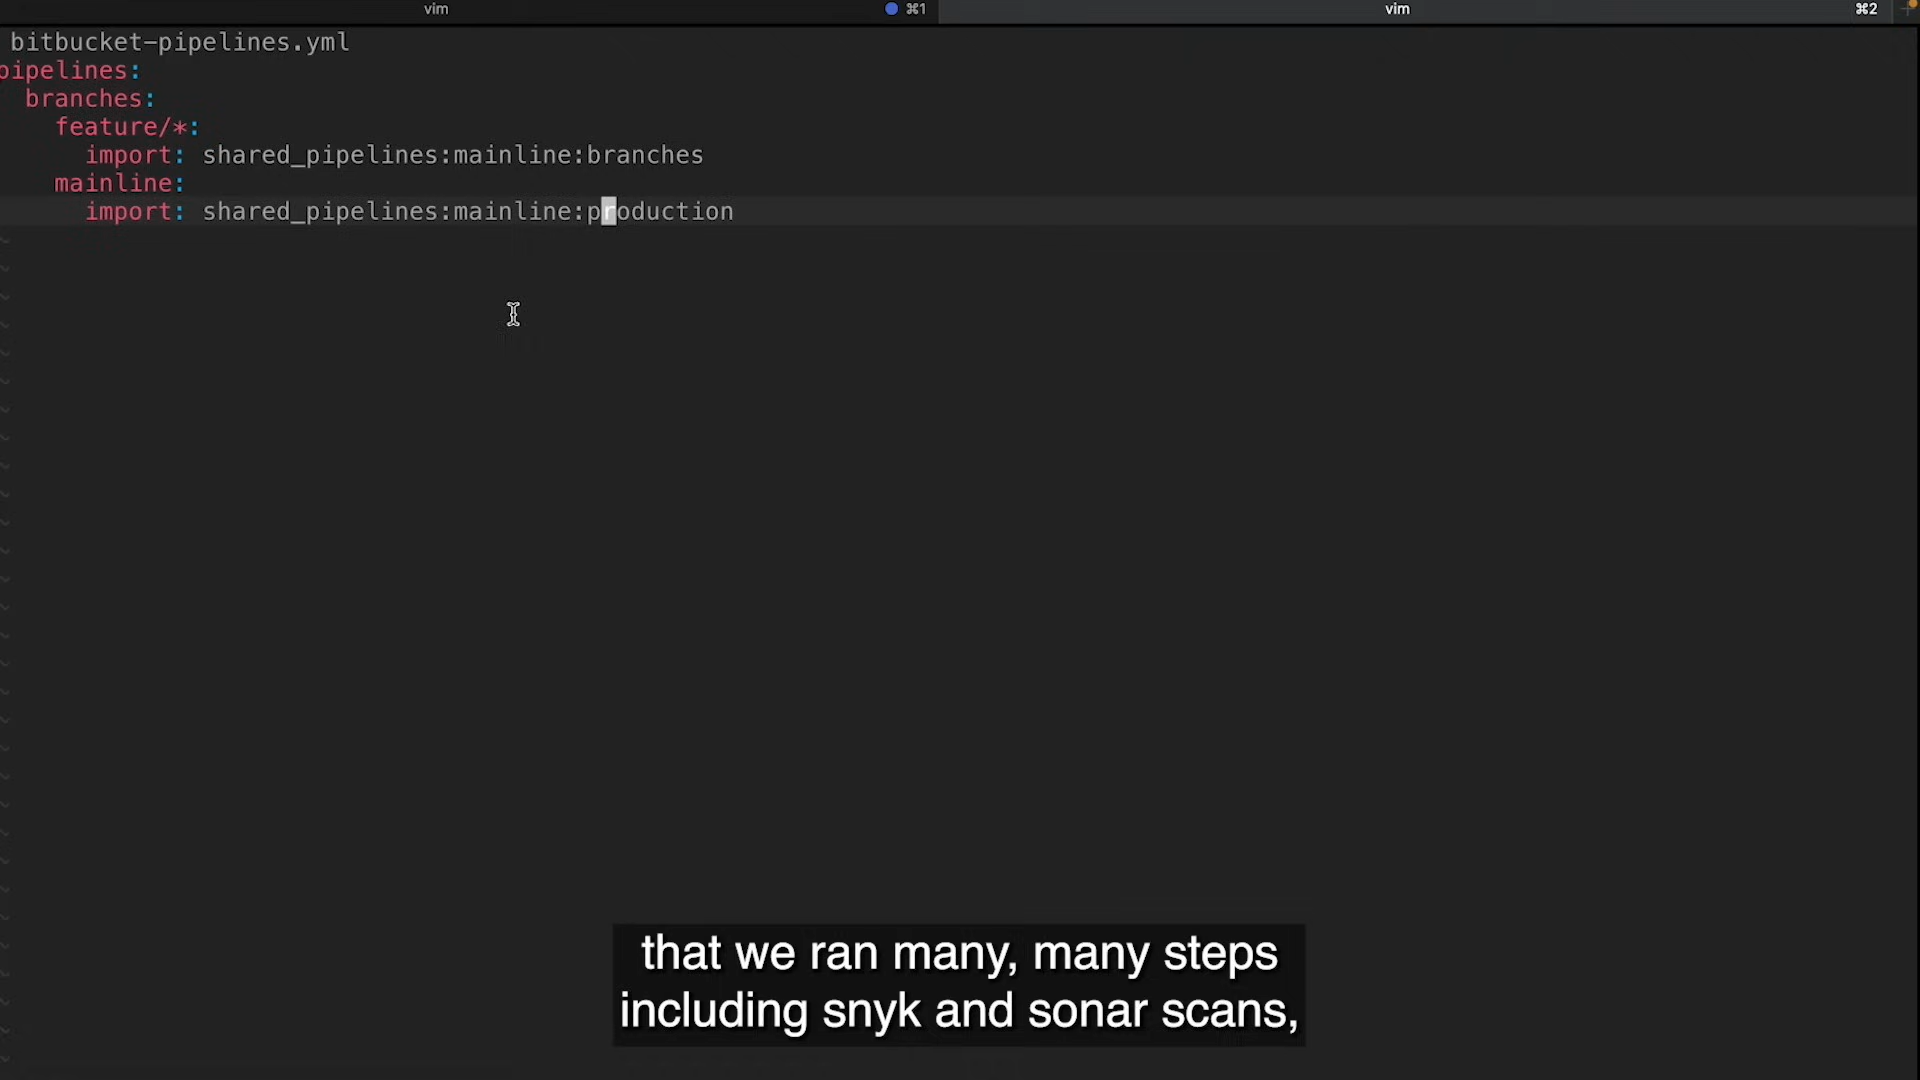 vim ⌘1 vim ⌘2
bitbucket-pipelines.yml
pipelines:
branches:
feature/*:
import: shared_pipelines:mainline:branches
mainline:
import: shared_pipelines:mainline:production
that we ran many, many steps
including snyk and sonar scans,